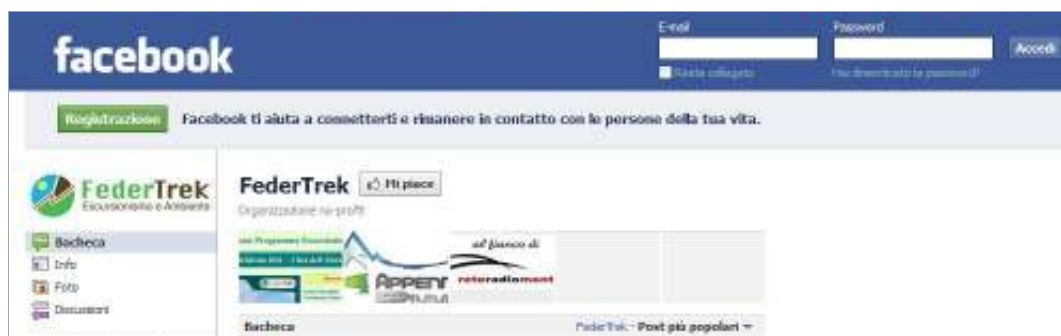 E-mail
Password
facebook
Accedi
Resta collegato
Hai dimenticato la password?
Registrazione
Facebook ti aiuta a connetterti e rimanere in contatto con le persone della tua vita.
FederTrek
Escursionismo e Ambiente
FederTrek
Mi piace
Organizzazione no-profit
Bacheca
Info
Foto
Discussioni
al fianco di
reteradiomont
Bacheca
FederTrek · Post più popolari